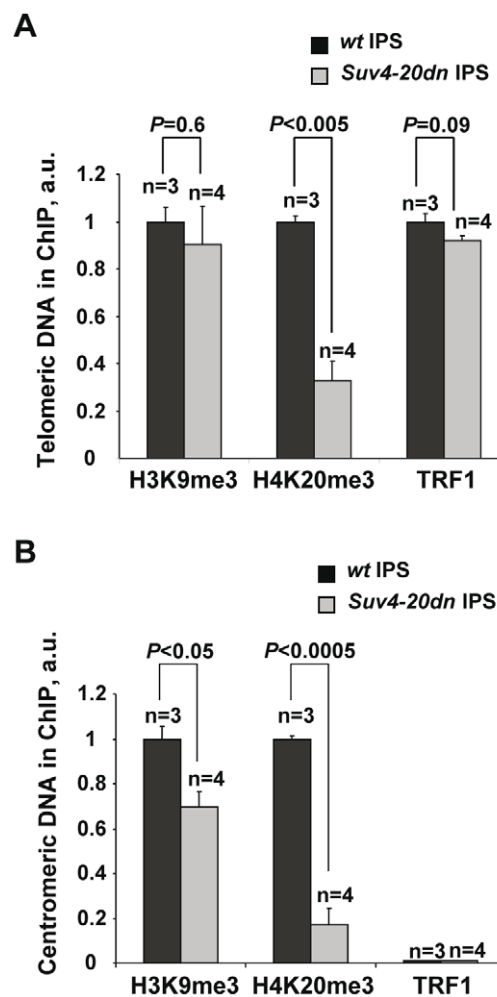 A
wt IPS
Suv4-20dn IPS
P=0.6 P<0.005 P=0.09
Telomeric DNA in ChIP, a.u.
1.2
1
0.8
0.6
0.4
0.2
0
n=3 n=4 n=3 n=4 n=3 n=4
H3K9me3 H4K20me3 TRF1
B
wt IPS
Suv4-20dn IPS
P<0.05 P<0.0005
Centromeric DNA in ChIP, a.u.
1.2
1
0.8
0.6
0.4
0.2
0
n=3 n=4 n=3 n=4 n=3 n=4
H3K9me3 H4K20me3 TRF1